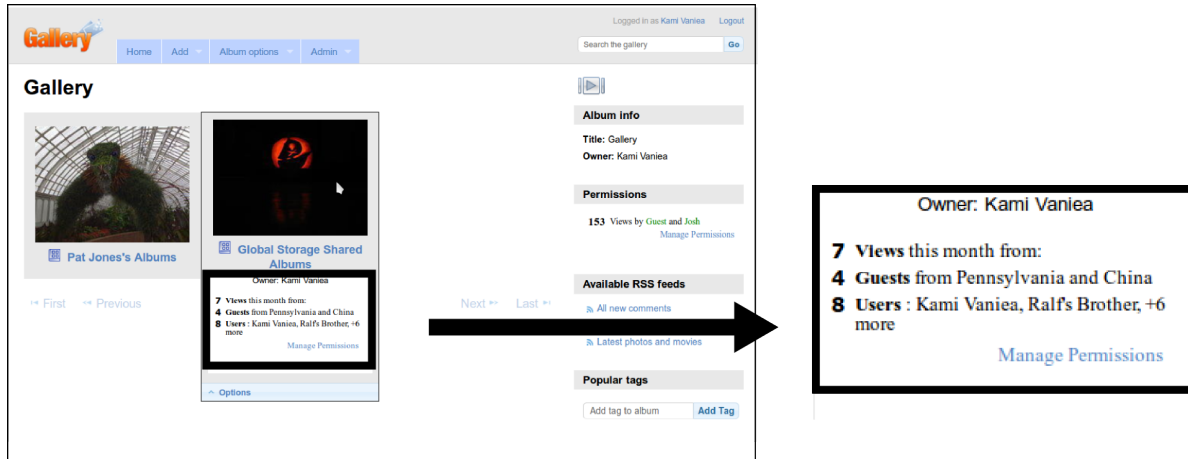 Logged in as Kami Vaniea Logout
Gallery
Home Add Album options Admin
Search the gallery Go
Gallery
Pat Jones's Albums
Global Storage Shared
Albums
Owner: Kami Vaniea
7 Views this month from:
4 Guests from Pennsylvania and China
8 Users : Kami Vaniea, Ralf's Brother, +6
more
Manage Permissions
Options
First Previous
Next Last
Album info
Title: Gallery
Owner: Kami Vaniea
Permissions
153 Views by Guest and Josh
Manage Permissions
Available RSS feeds
All new comments
Latest photos and movies
Popular tags
Add tag to album Add Tag
Owner: Kami Vaniea
7 Views this month from:
4 Guests from Pennsylvania and China
8 Users : Kami Vaniea, Ralf's Brother, +6
more
Manage Permissions